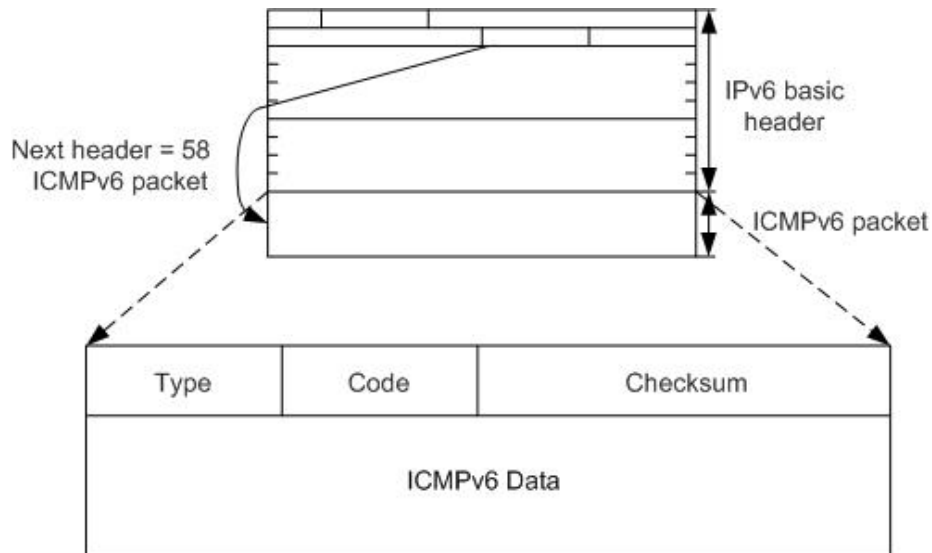 IPv6 basic
header
Next header = 58
ICMPv6 packet
ICMPv6 packet
Type
Code
Checksum
ICMPv6 Data